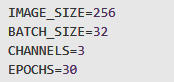 IMAGE_SIZE=256
BATCH_SIZE=32
CHANNELS=3
EPOCHS=30